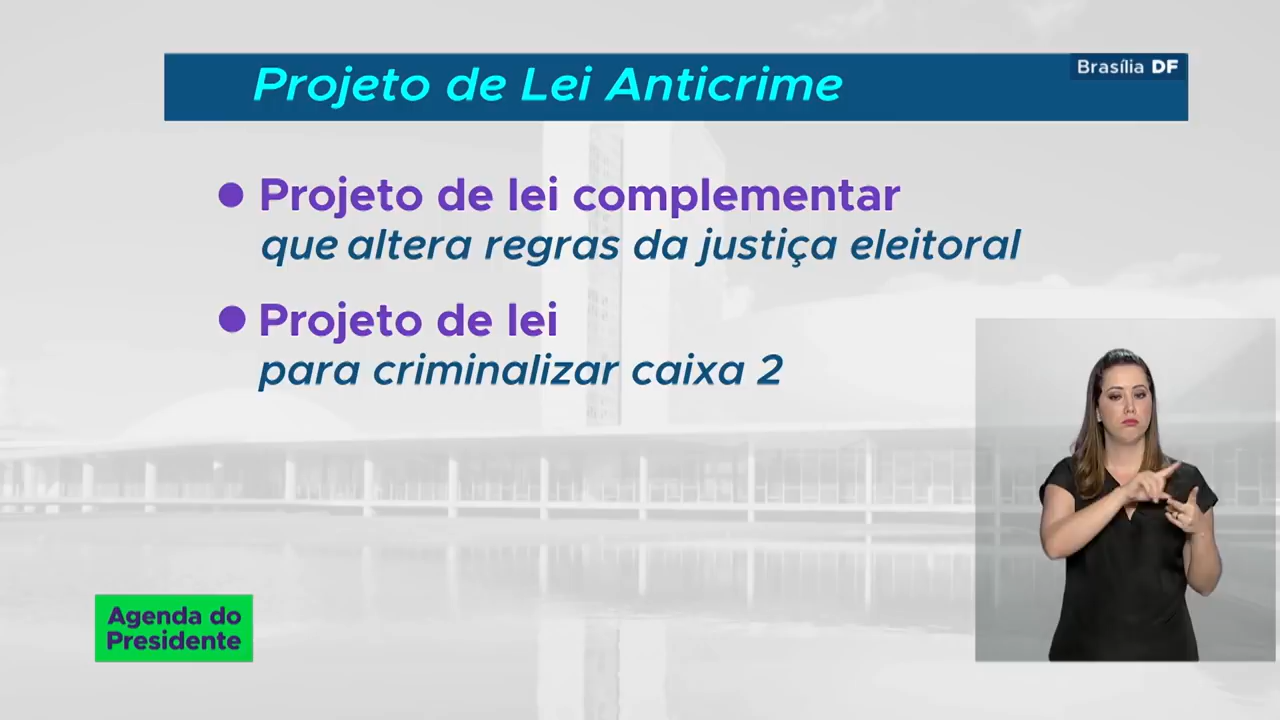 Projeto de Lei Anticrime
Brasília DF
Projeto de lei complementar
que altera regras da justiça eleitoral
Projeto de lei
para criminalizar caixa 2
Agenda do
Presidente